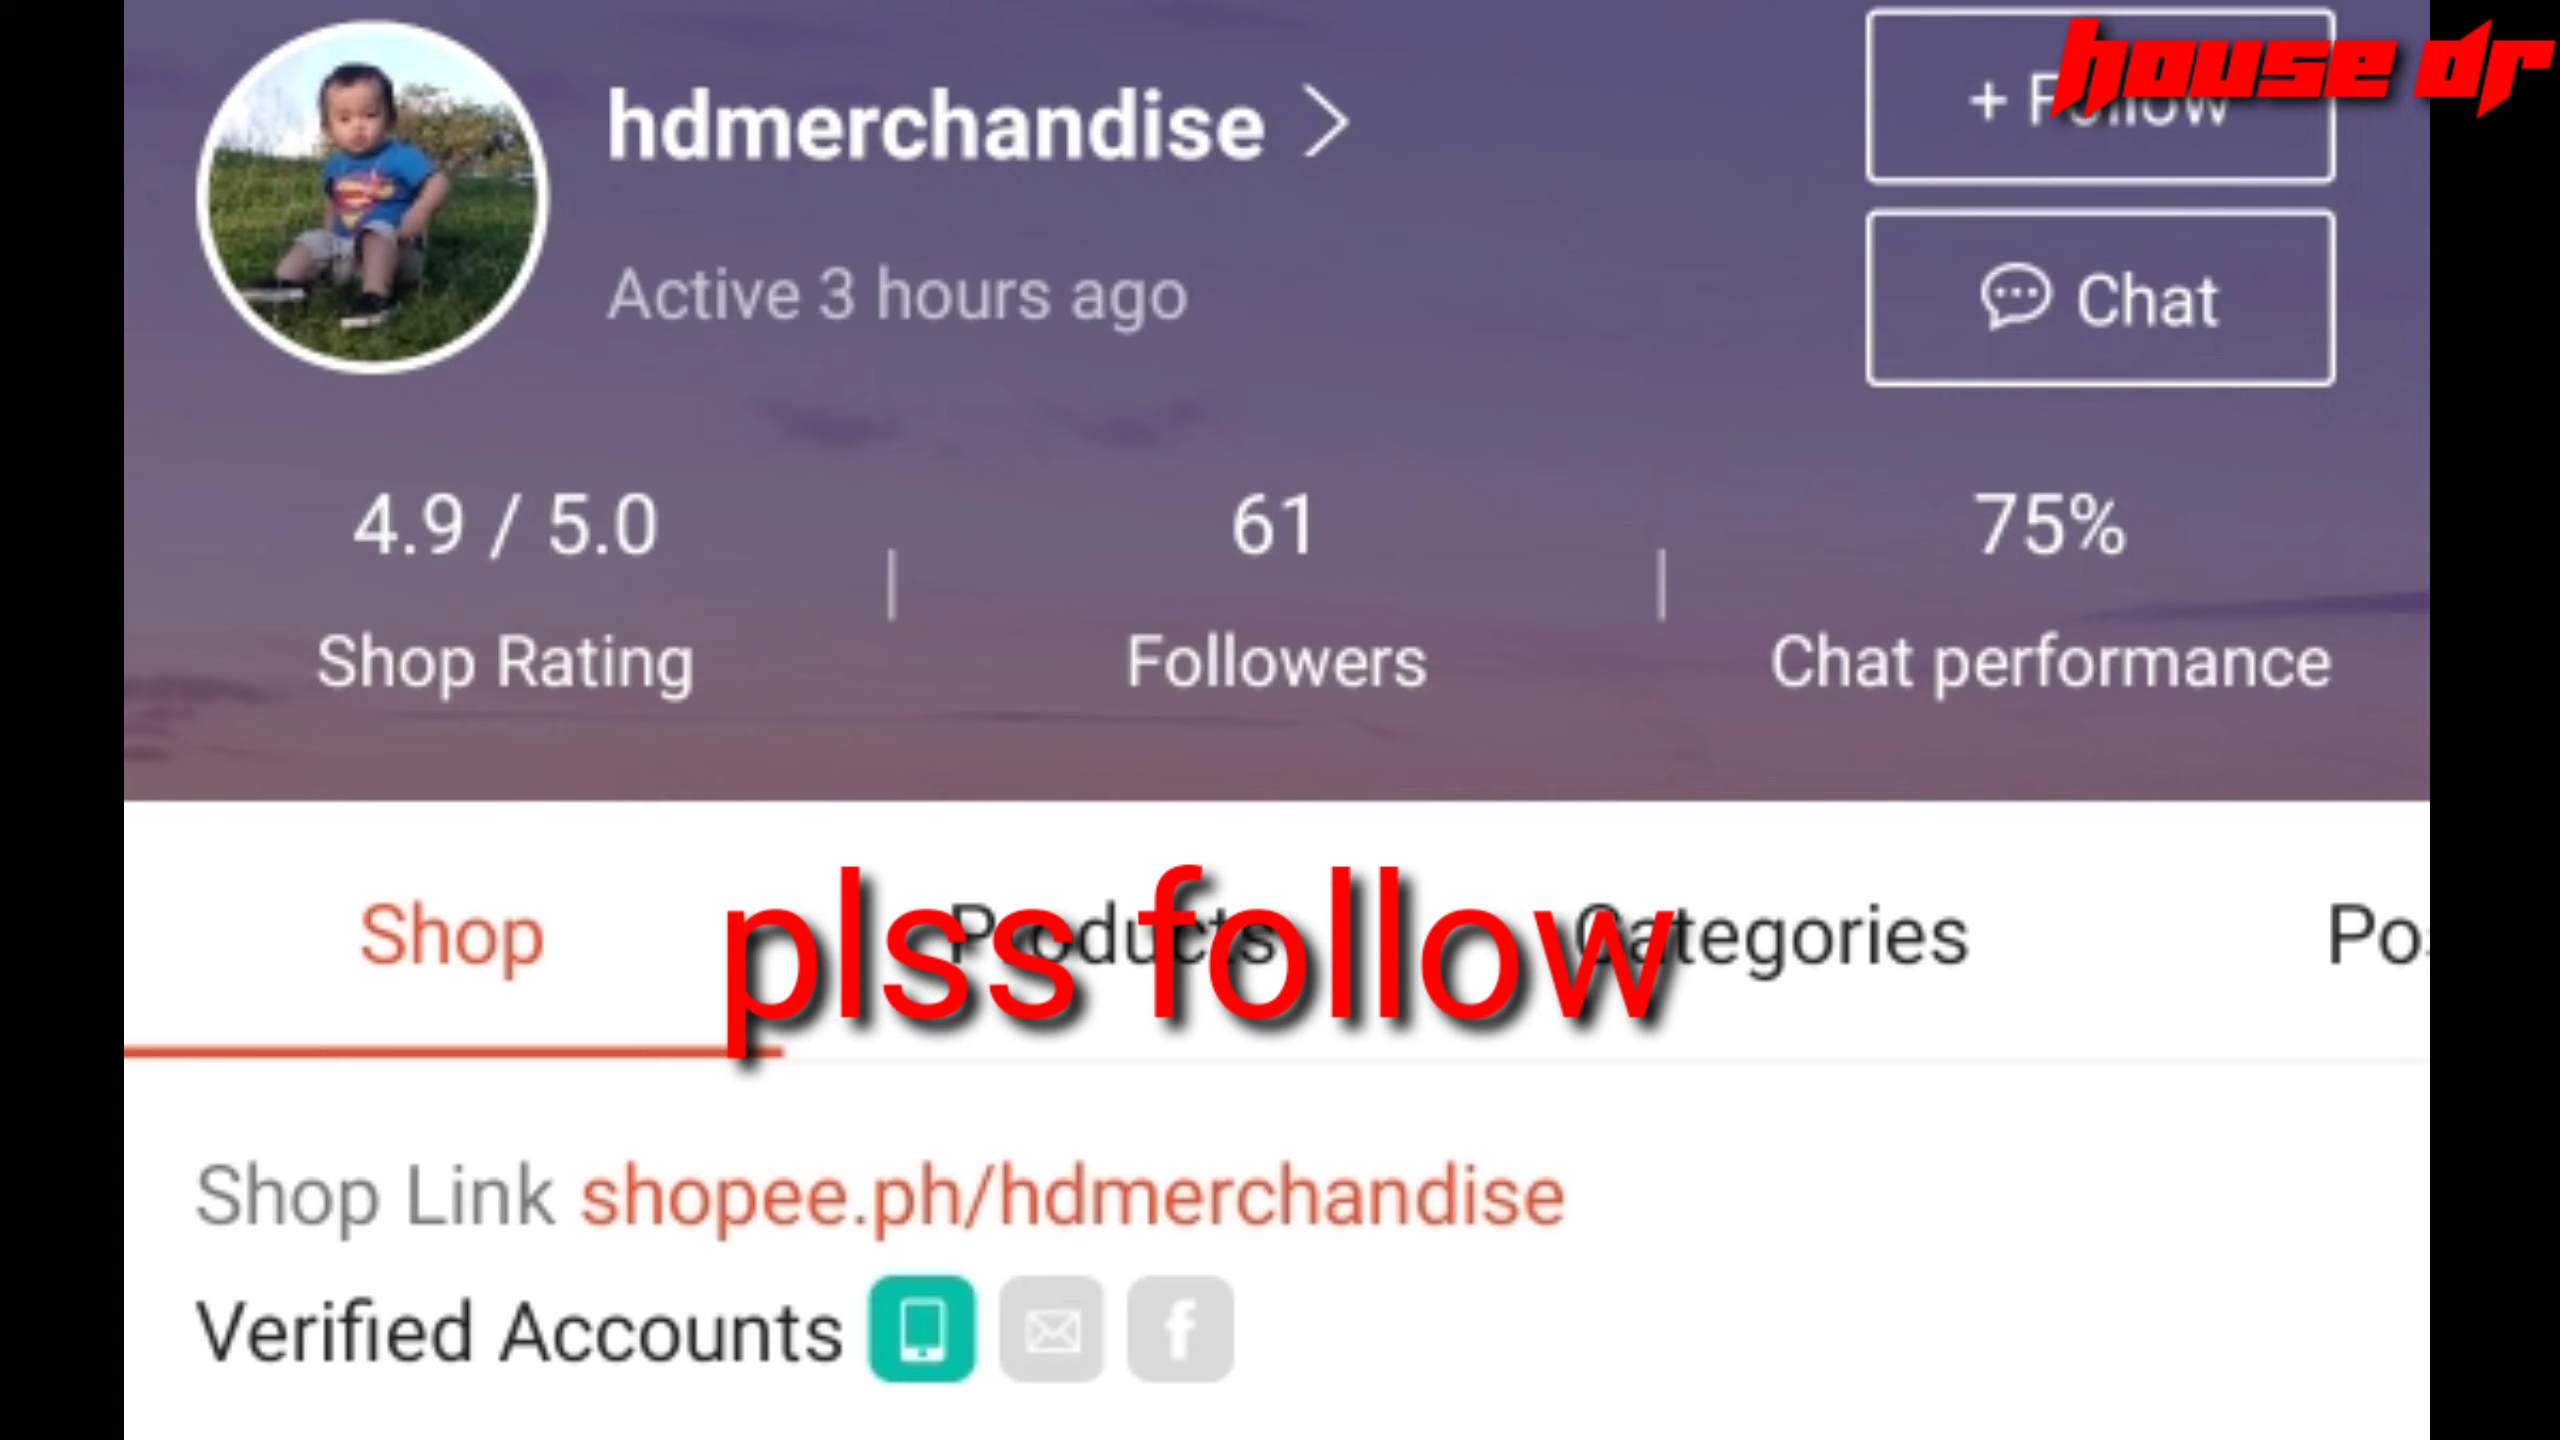 house dr
hdmerchandise >
+ Follow
Active 3 hours ago
Chat
4.9 / 5.0
61
75%
Shop Rating
Followers
Chat performance
Shop
Products
Categories
Pos
plss follow
Shop Link shopee.ph/hdmerchandise
Verified Accounts